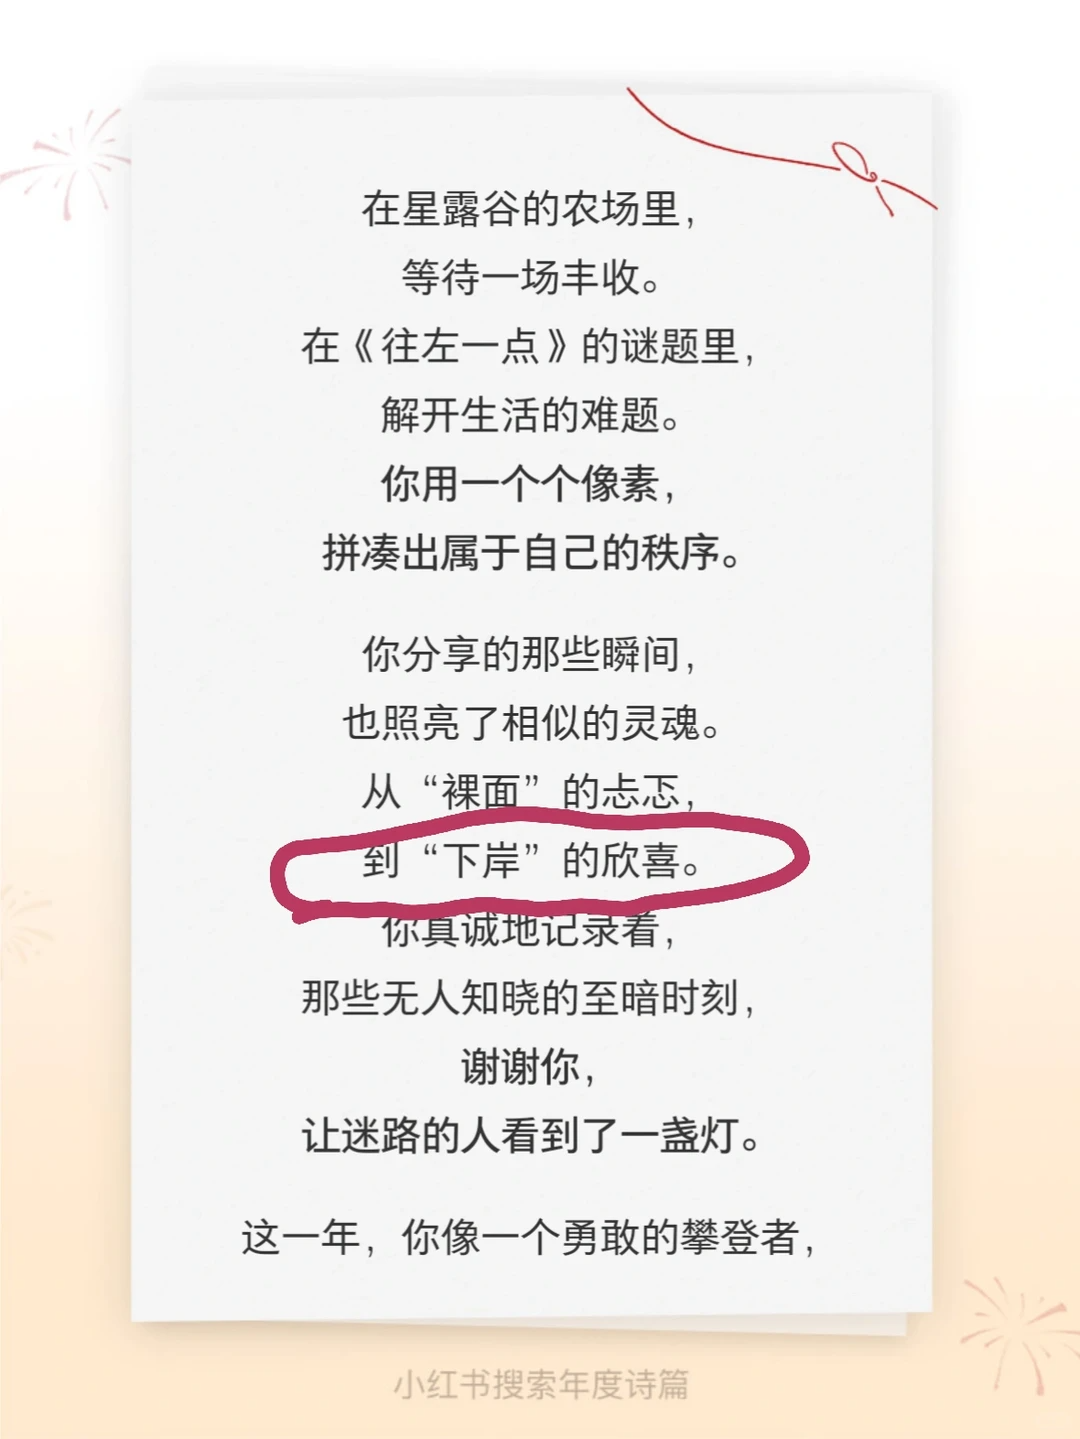 在星露谷的农场里，
等待一场丰收。
在《往左一点》的谜题里，
解开生活的难题。
你用一个个像素，
拼凑出属于自己的秩序。
你分享的那些瞬间，
也照亮了相似的灵魂。
从“裸面”的忐忑，
到“下岸”的欣喜。
你真诚地记录着，
那些无人知晓的至暗时刻，
谢谢你，
让迷路的人看到了一盏灯。
这一年，你像一个勇敢的攀登者，
小红书搜索年度诗篇